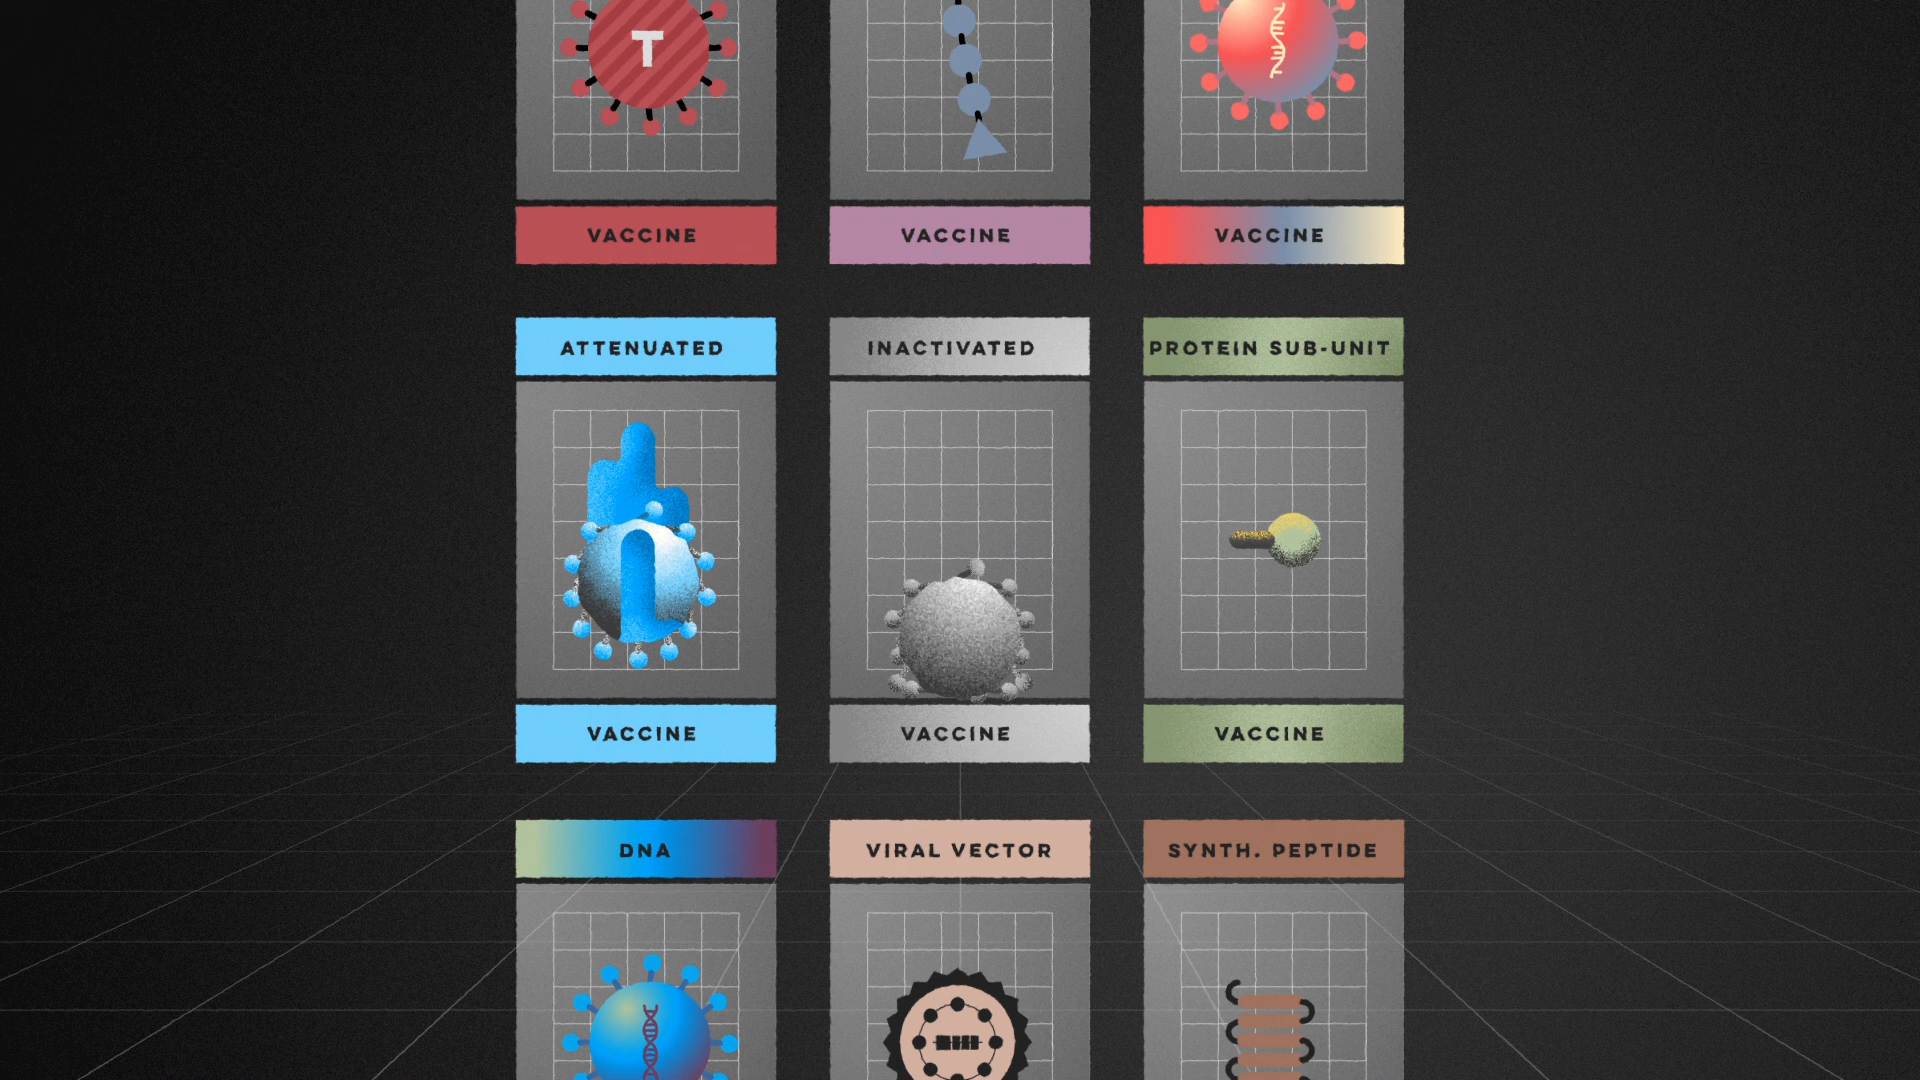 T
VACCINE
VACCINE
VACCINE
ATTENUATED
INACTIVATED
PROTEIN SUB-UNIT
VACCINE
VACCINE
VACCINE
DNA
VIRAL VECTOR
SYNTH. PEPTIDE